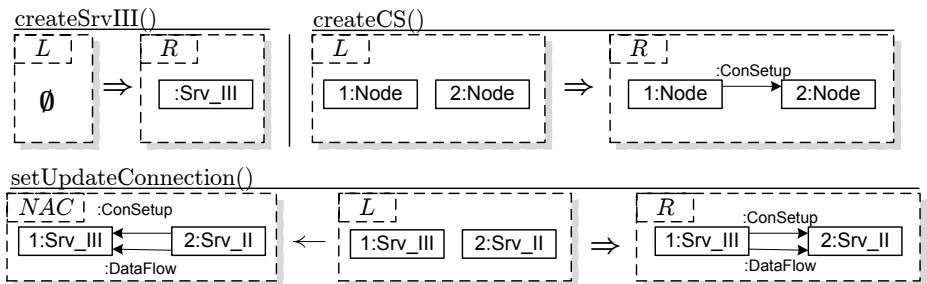 createSrvIII()
L
∅
⇒
R
:Srv_III
createCS()
L
1:Node 2:Node
⇒
R
:ConSetup
1:Node 2:Node
setUpdateConnection()
NAC
:ConSetup
1:Srv_III 2:Srv_II
:DataFlow
←
L
1:Srv_III 2:Srv_II
⇒
R
:ConSetup
1:Srv_III 2:Srv_II
:DataFlow